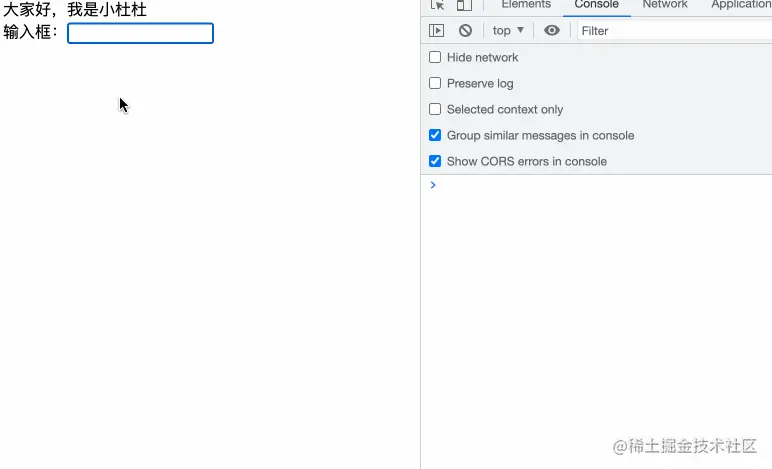 大家好，我是小杜杜
输入框：
Elements Console Network Application
top ▼ Filter
Hide network
Preserve log
Selected context only
Group similar messages in console
Show CORS errors in console
@稀土掘金技术社区